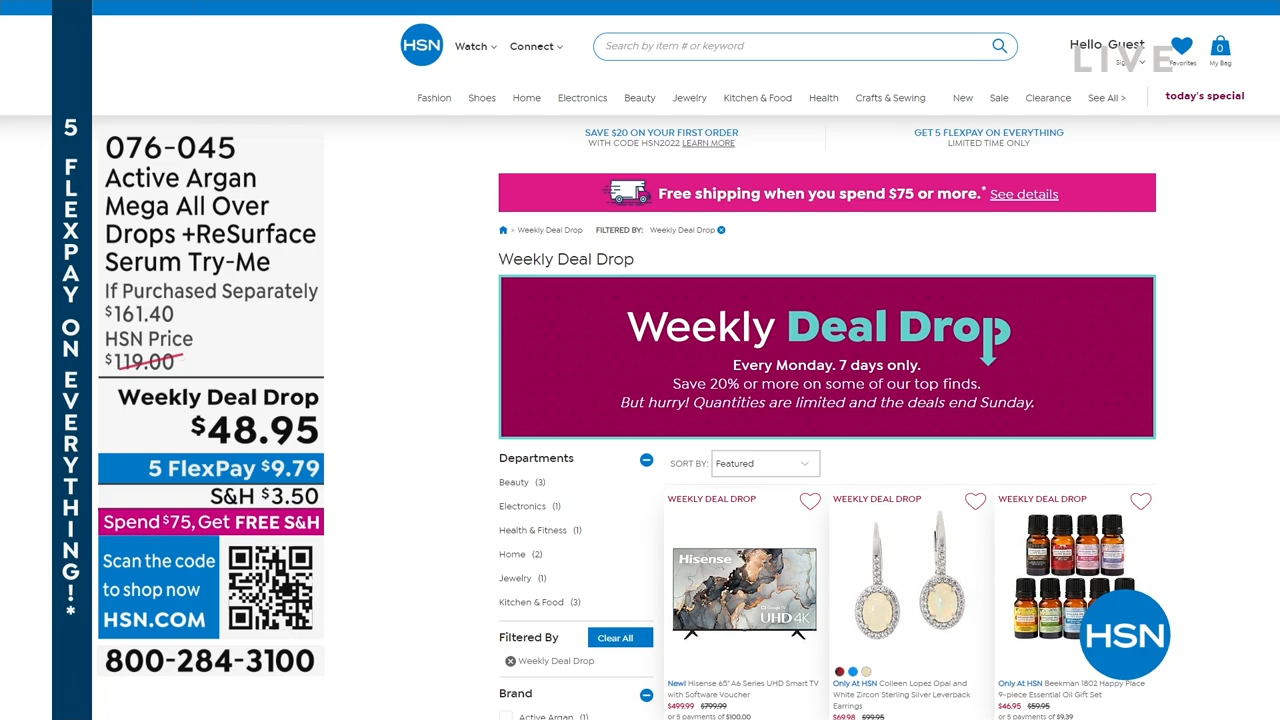 5 FLEXPAY ON EVERYTHING!*
HSN
Watch
Connect
Search by item # or keyword
Hello, Guest
LIVE
Favorites
0
My Bag
Fashion
Shoes
Home
Electronics
Beauty
Jewelry
Kitchen & Food
Health
Crafts & Sewing
New
Sale
Clearance
See All >
today's special
SAVE $20 ON YOUR FIRST ORDER
WITH CODE HSN2022 LEARN MORE
GET 5 FLEXPAY ON EVERYTHING
LIMITED TIME ONLY
076-045
Active Argan
Mega All Over
Drops +ReSurface
Serum Try-Me
If Purchased Separately
$161.40
HSN Price
$119.00
Weekly Deal Drop
$48.95
5 FlexPay $9.79
S&H $3.50
Spend $75, Get FREE S&H
Scan the code
to shop now
HSN.COM
800-284-3100
Free shipping when you spend $75 or more.* See details
> Weekly Deal Drop FILTERED BY: Weekly Deal Drop
Weekly Deal Drop
Weekly Deal Drop
Every Monday. 7 days only.
Save 20% or more on some of our top finds.
But hurry! Quantities are limited and the deals end Sunday.
Departments
Beauty (3)
Electronics (1)
Health & Fitness (1)
Home (2)
Jewelry (1)
Kitchen & Food (3)
Filtered By
Clear All
Weekly Deal Drop
Brand
Active Argan (1)
SORT BY: Featured
WEEKLY DEAL DROP
Hisense
Google TV
UHD 4K
New! Hisense 65" A6 Series UHD Smart TV
with Software Voucher
$499.99 $799.99
or 5 payments of $100.00
WEEKLY DEAL DROP
Only At HSN Colleen Lopez Opal and
White Zircon Sterling Silver Leverback
Earrings
$69.98 $99.95
WEEKLY DEAL DROP
Only At HSN Beekman 1802 Happy Place
9-piece Essential Oil Gift Set
$46.95 $59.95
or 5 payments of $9.39
HSN